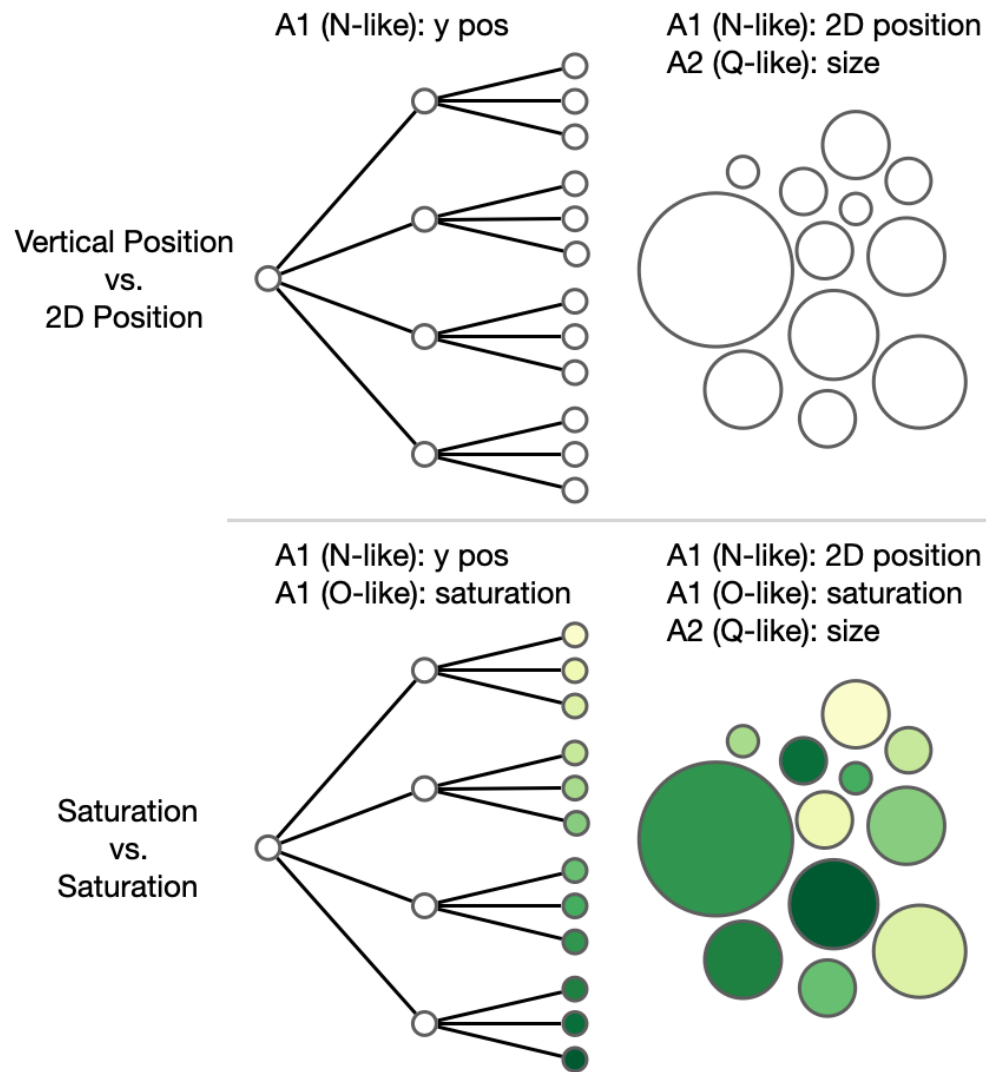 A1 (N-like): y pos
A1 (N-like): 2D position
A2 (Q-like): size
Vertical Position
vs.
2D Position
A1 (N-like): y pos
A1 (O-like): saturation
A1 (N-like): 2D position
A1 (O-like): saturation
A2 (Q-like): size
Saturation
vs.
Saturation